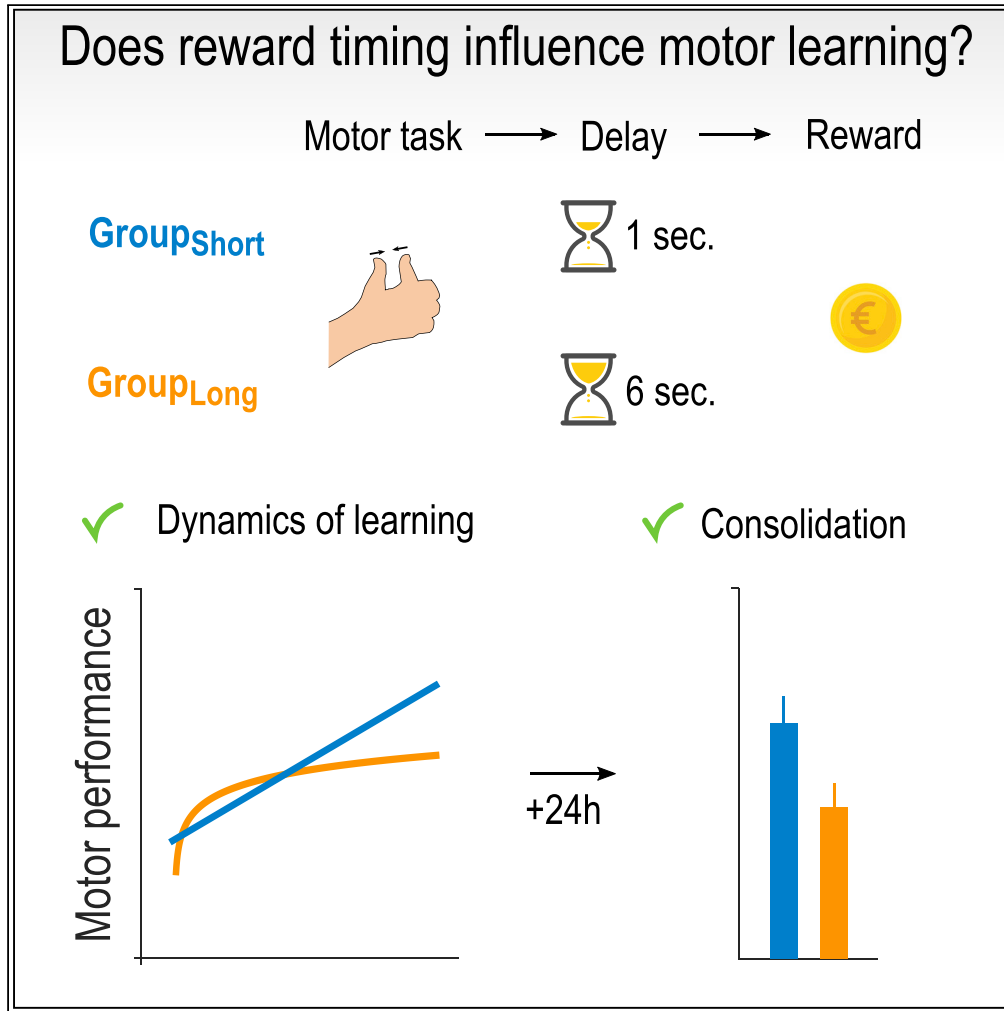 Does reward timing influence motor learning?
Motor task Delay Reward
GroupShort 1 sec.
€
GroupLong 6 sec.
Dynamics of learning Consolidation
Motor performance
+24h